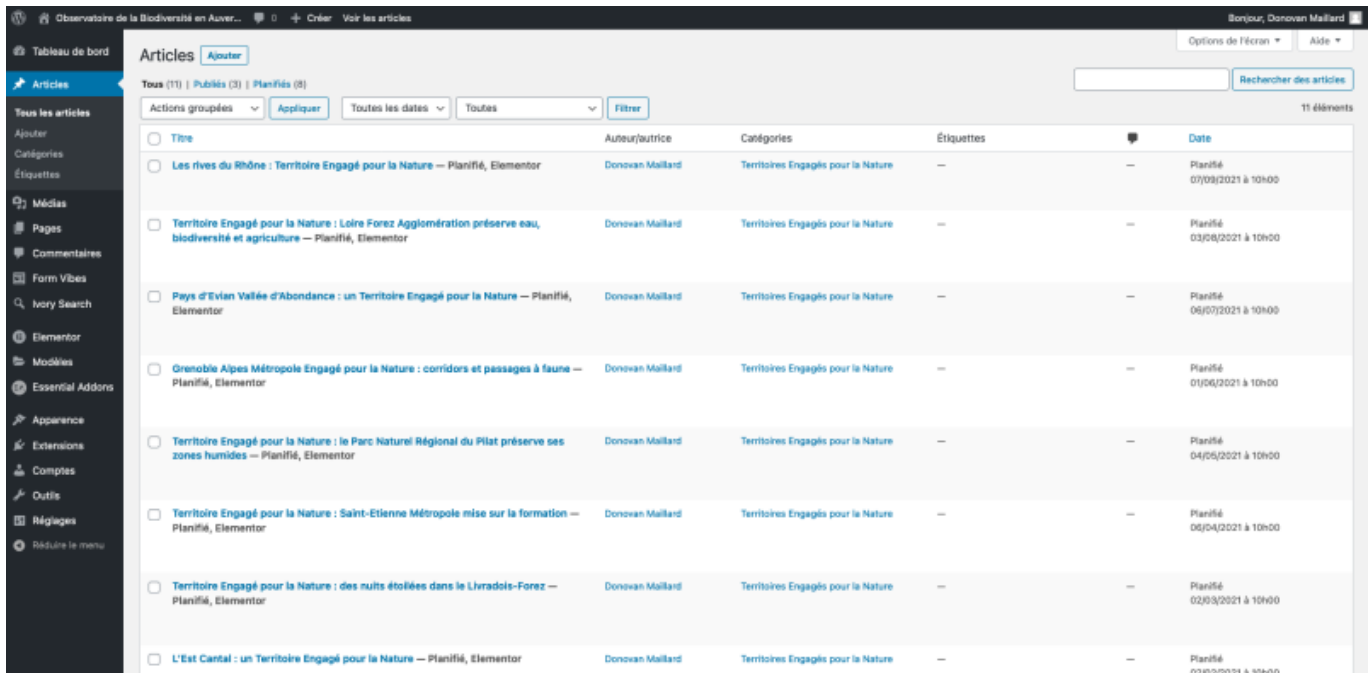 Observatoire de la Biodiversité en Auver... 0 + Créer Voir les articles Bonjour, Donovan Maillard
Tableau de bord
Articles
Tous les articles
Ajouter
Catégories
Étiquettes
Médias
Pages
Commentaires
Form Vibes
Ivory Search
Elementor
Modèles
Essential Addons
Apparence
Extensions
Comptes
Outils
Réglages
Réduire le menu
Options de l'écran Aide
Articles Ajouter
Tous (11) | Publiés (3) | Planifiés (8)
Rechercher des articles
Actions groupées Appliquer Toutes les dates Toutes Filtrer 11 éléments
Titre Auteur/autrice Catégories Étiquettes Date
Les rives du Rhône : Territoire Engagé pour la Nature — Planifié, Elementor Donovan Maillard Territoires Engagés pour la Nature — — Planifié
07/09/2021 à 10h00
Territoire Engagé pour la Nature : Loire Forez Agglomération préserve eau, Donovan Maillard Territoires Engagés pour la Nature — — Planifié
biodiversité et agriculture — Planifié, Elementor 03/08/2021 à 10h00
Pays d'Evian Vallée d'Abondance : un Territoire Engagé pour la Nature — Planifié, Donovan Maillard Territoires Engagés pour la Nature — — Planifié
Elementor 06/07/2021 à 10h00
Grenoble Alpes Métropole Engagé pour la Nature : corridors et passages à faune — Donovan Maillard Territoires Engagés pour la Nature — — Planifié
Planifié, Elementor 01/06/2021 à 10h00
Territoire Engagé pour la Nature : le Parc Naturel Régional du Pilat préserve ses Donovan Maillard Territoires Engagés pour la Nature — — Planifié
zones humides — Planifié, Elementor 04/05/2021 à 10h00
Territoire Engagé pour la Nature : Saint-Etienne Métropole mise sur la formation — Donovan Maillard Territoires Engagés pour la Nature — — Planifié
Planifié, Elementor 06/04/2021 à 10h00
Territoire Engagé pour la Nature : des nuits étoilées dans le Livradois-Forez — Donovan Maillard Territoires Engagés pour la Nature — — Planifié
Planifié, Elementor 02/03/2021 à 10h00
L'Est Cantal : un Territoire Engagé pour la Nature — Planifié, Elementor Donovan Maillard Territoires Engagés pour la Nature — — Planifié